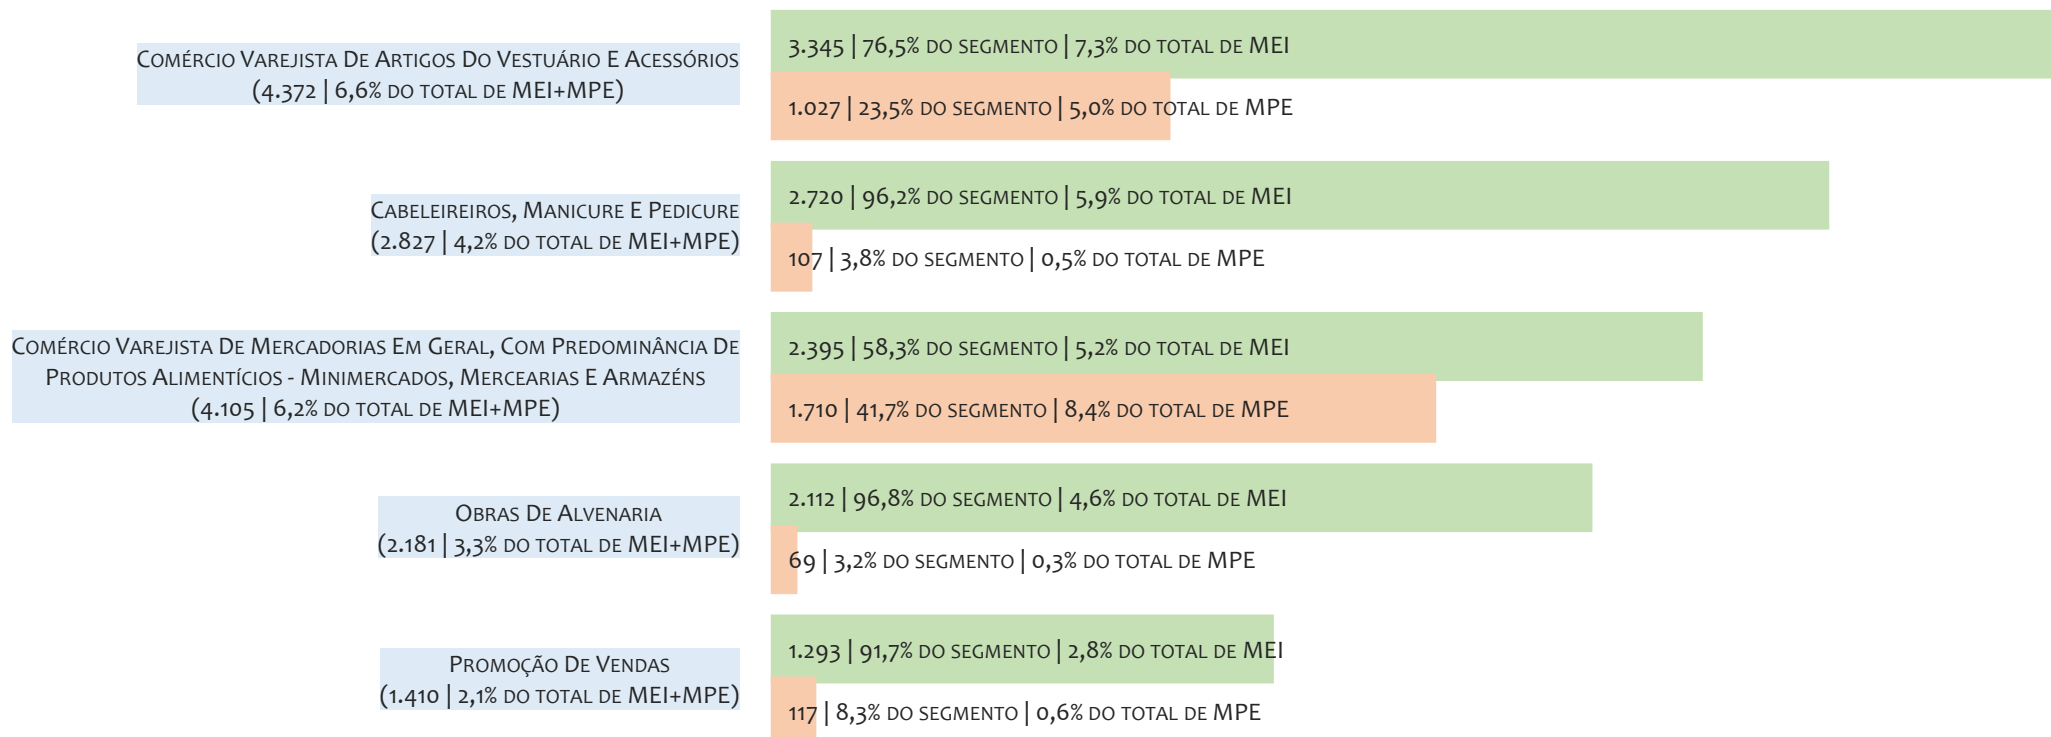 Comércio Varejista De Artigos Do Vestuário E Acessórios
(4.372 | 6,6% do total de MEI+MPE)
3.345 | 76,5% do segmento | 7,3% do total de MEI
1.027 | 23,5% do segmento | 5,0% do total de MPE
Cabeleireiros, Manicure E Pedicure
(2.827 | 4,2% do total de MEI+MPE)
2.720 | 96,2% do segmento | 5,9% do total de MEI
107 | 3,8% do segmento | 0,5% do total de MPE
Comércio Varejista De Mercadorias Em Geral, Com Predominância De
Produtos Alimentícios - Minimercados, Mercearias E Armazéns
(4.105 | 6,2% do total de MEI+MPE)
2.395 | 58,3% do segmento | 5,2% do total de MEI
1.710 | 41,7% do segmento | 8,4% do total de MPE
Obras De Alvenaria
(2.181 | 3,3% do total de MEI+MPE)
2.112 | 96,8% do segmento | 4,6% do total de MEI
69 | 3,2% do segmento | 0,3% do total de MPE
Promoção De Vendas
(1.410 | 2,1% do total de MEI+MPE)
1.293 | 91,7% do segmento | 2,8% do total de MEI
117 | 8,3% do segmento | 0,6% do total de MPE